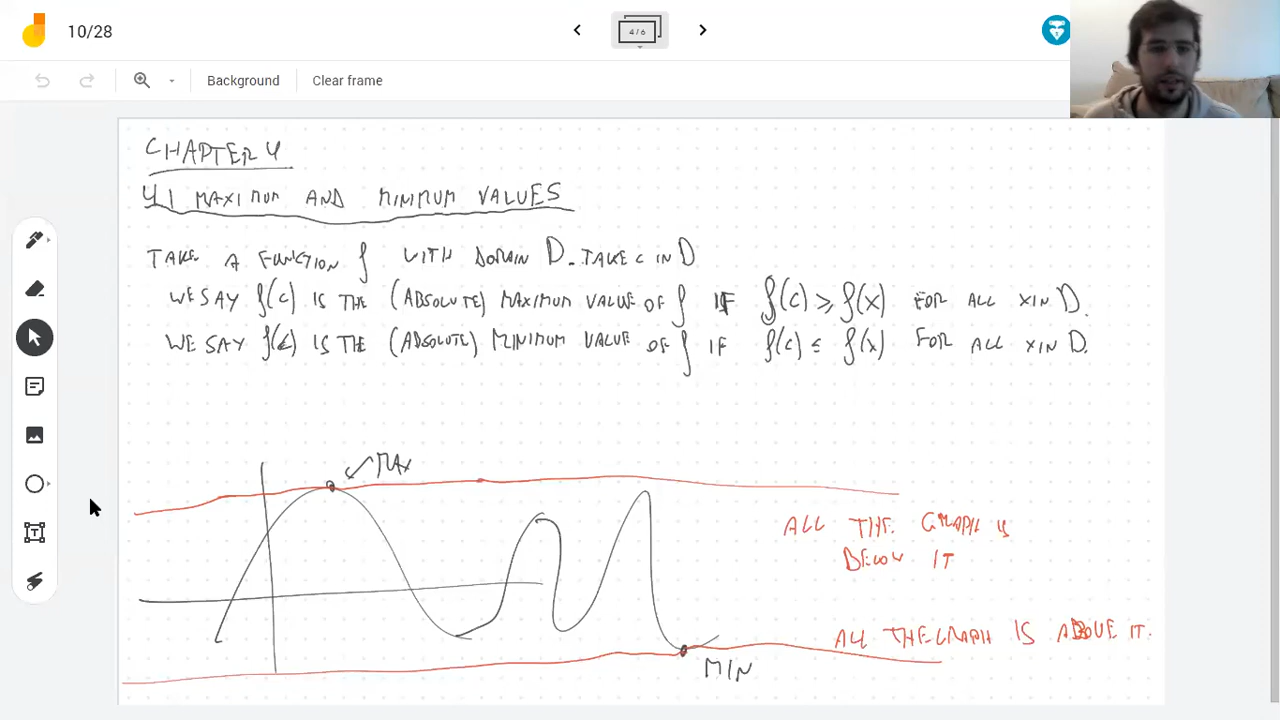 10/28
4/6
Background
Clear frame
CHAPTER 4
4.1 MAXIMUM AND MINIMUM VALUES
TAKE A FUNCTION f WITH DOMAIN D. TAKE C IN D
WE SAY f(c) IS THE (ABSOLUTE) MAXIMUM VALUE OF f IF f(c) ≥ f(x) FOR ALL X IN D.
WE SAY f(c) IS THE (ABSOLUTE) MINIMUM VALUE OF f IF f(c) ≤ f(x) FOR ALL X IN D.
MAX
ALL THE GRAPH IS
BELOW IT
ALL THE GRAPH IS ABOVE IT.
MIN